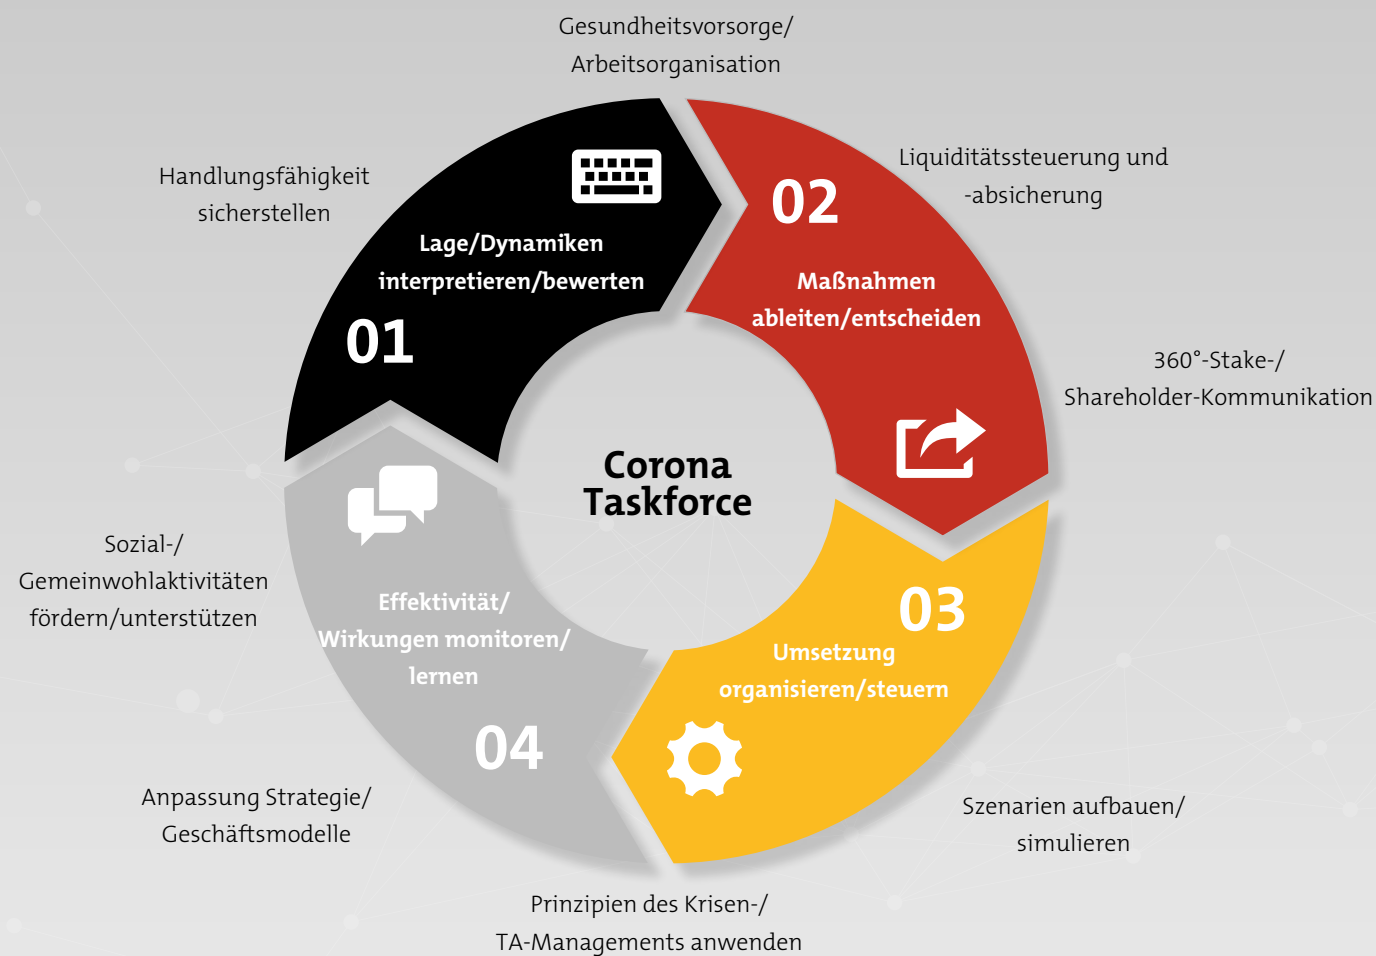 Gesundheitsvorsorge/
Arbeitsorganisation
Handlungsfähigkeit
sicherstellen
Liquiditätssteuerung und
-absicherung
02
Lage/Dynamiken
interpretieren/bewerten
01
Maßnahmen
ableiten/entscheiden
360°-Stake-/
Shareholder-Kommunikation
Corona
Taskforce
Sozial-/
Gemeinwohlaktivitäten
fördern/unterstützen
Effektivität/
Wirkungen monitoren/
lernen
04
03
Umsetzung
organisieren/steuern
Anpassung Strategie/
Geschäftsmodelle
Szenarien aufbauen/
simulieren
Prinzipien des Krisen-/
TA-Managements anwenden